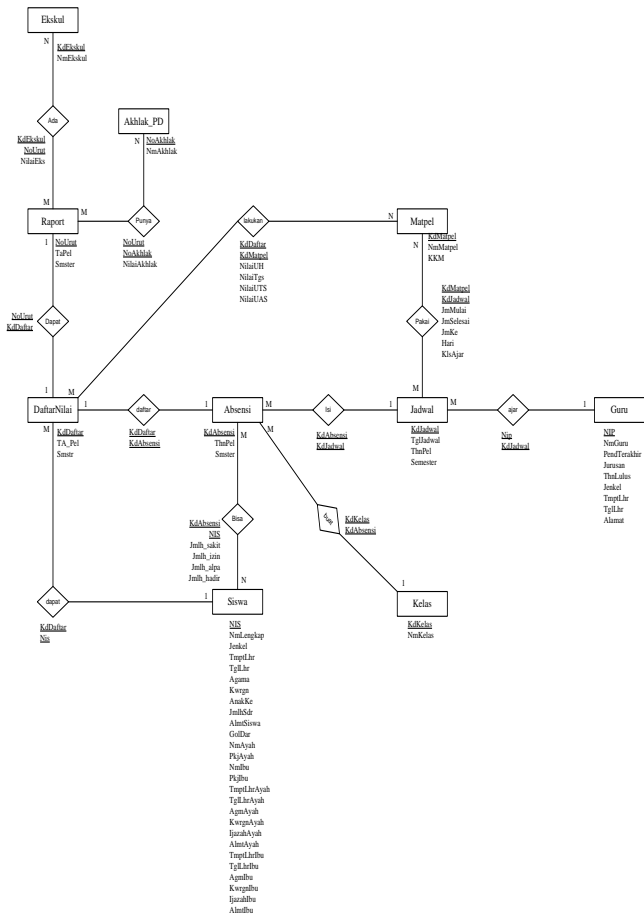 Ekskul
N
KdEkskul
NmEkskul
Ada
KdEkskul
NoUrut
NilaiEks
M
Akhlak_PD
N
NoAkhlak
NmAkhlak
Raport
M
Punya
NoUrut
NoAkhlak
NilaiAkhlak
1
NoUrut
TaPel
Smster
NoUrut
KdDaftar
Dapat
1
M
lakukan
N
KdDaftar
KdMatpel
NilaiUH
NilaiTgs
NilaiUTS
NilaiUAS
Matpel
KdMatpel
NmMatpel
KKM
N
Pakai
KdMatpel
KdJadwal
JmMulai
JmSelesai
JmKe
Hari
KlsAjar
M
DaftarNilai
1
daftar
1
Absensi
M
Isi
1
Jadwal
M
ajar
1
Guru
M
KdDaftar
TA_Pel
Smstr
KdDaftar
KdAbsensi
KdAbsensi
ThnPel
Smster
M
M
KdAbsensi
KdJadwal
KdJadwal
TglJadwal
ThnPel
Semester
Nip
KdJadwal
NIP
NmGuru
PendTerakhir
Jurusan
ThnLulus
Jenkel
TmptLhr
TglLhr
Alamat
Bisa
KdAbsensi
NIS
Jmlh_sakit
Jmlh_izin
Jmlh_alpa
Jmlh_hadir
N
buat
KdKelas
KdAbsensi
1
dapat
1
Siswa
Kelas
KdDaftar
Nis
KdKelas
NmKelas
NIS
NmLengkap
Jenkel
TmptLhr
TglLhr
Agama
Kwrgn
AnakKe
JmlhSdr
AlmtSiswa
GolDar
NmAyah
PkjAyah
NmIbu
PkjIbu
TmptLhrAyah
TglLhrAyah
AgmAyah
KwrgnAyah
IjazahAyah
AlmtAyah
TmptLhrIbu
TglLhrIbu
AgmIbu
KwrgnIbu
IjazahIbu
AlmtIbu